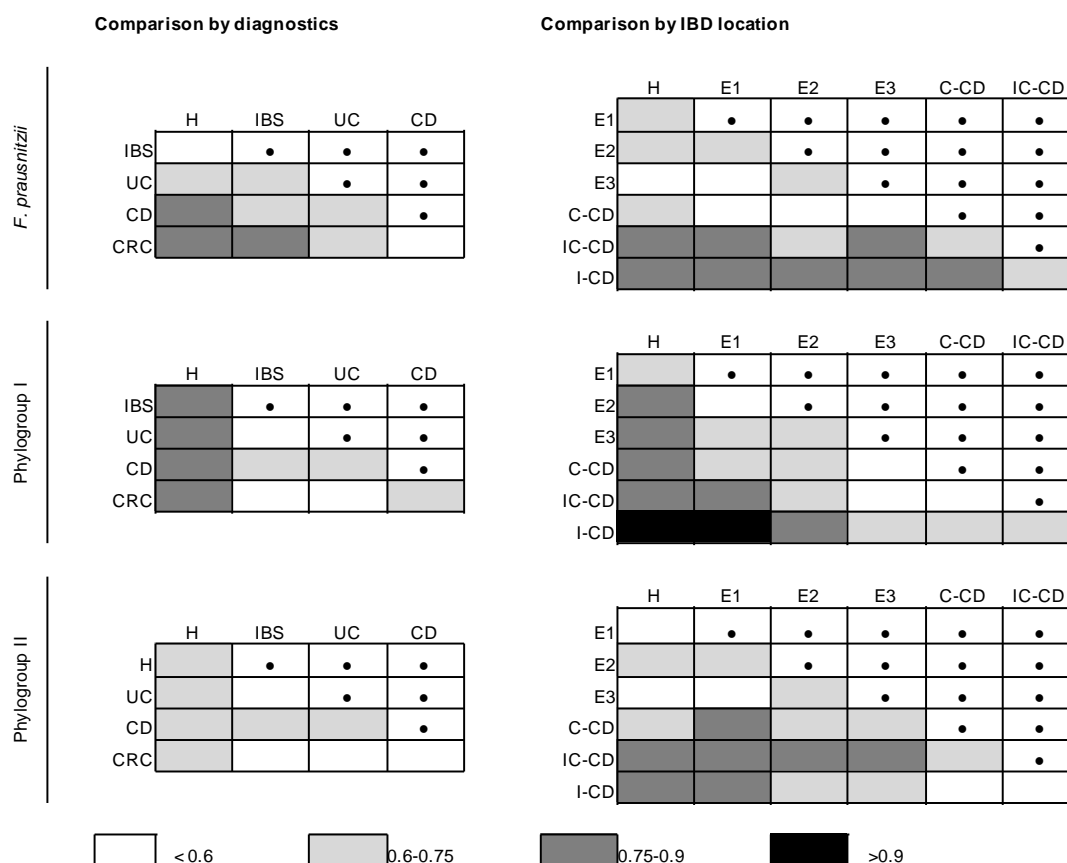 Comparison by diagnostics
Comparison by IBD location
F. prausnitzii
H IBS UC CD
IBS • • •
UC • •
CD •
CRC
H E1 E2 E3 C-CD IC-CD
E1 • • • • •
E2 • • • •
E3 • • •
C-CD • •
IC-CD •
I-CD
Phylogroup I
H IBS UC CD
IBS • • •
UC • •
CD •
CRC
H E1 E2 E3 C-CD IC-CD
E1 • • • • •
E2 • • • •
E3 • • •
C-CD • •
IC-CD •
I-CD
Phylogroup II
H IBS UC CD
H • • •
UC • •
CD •
CRC
H E1 E2 E3 C-CD IC-CD
E1 • • • • •
E2 • • • •
E3 • • •
C-CD • •
IC-CD •
I-CD
<0.6 0.6-0.75 0.75-0.9 >0.9